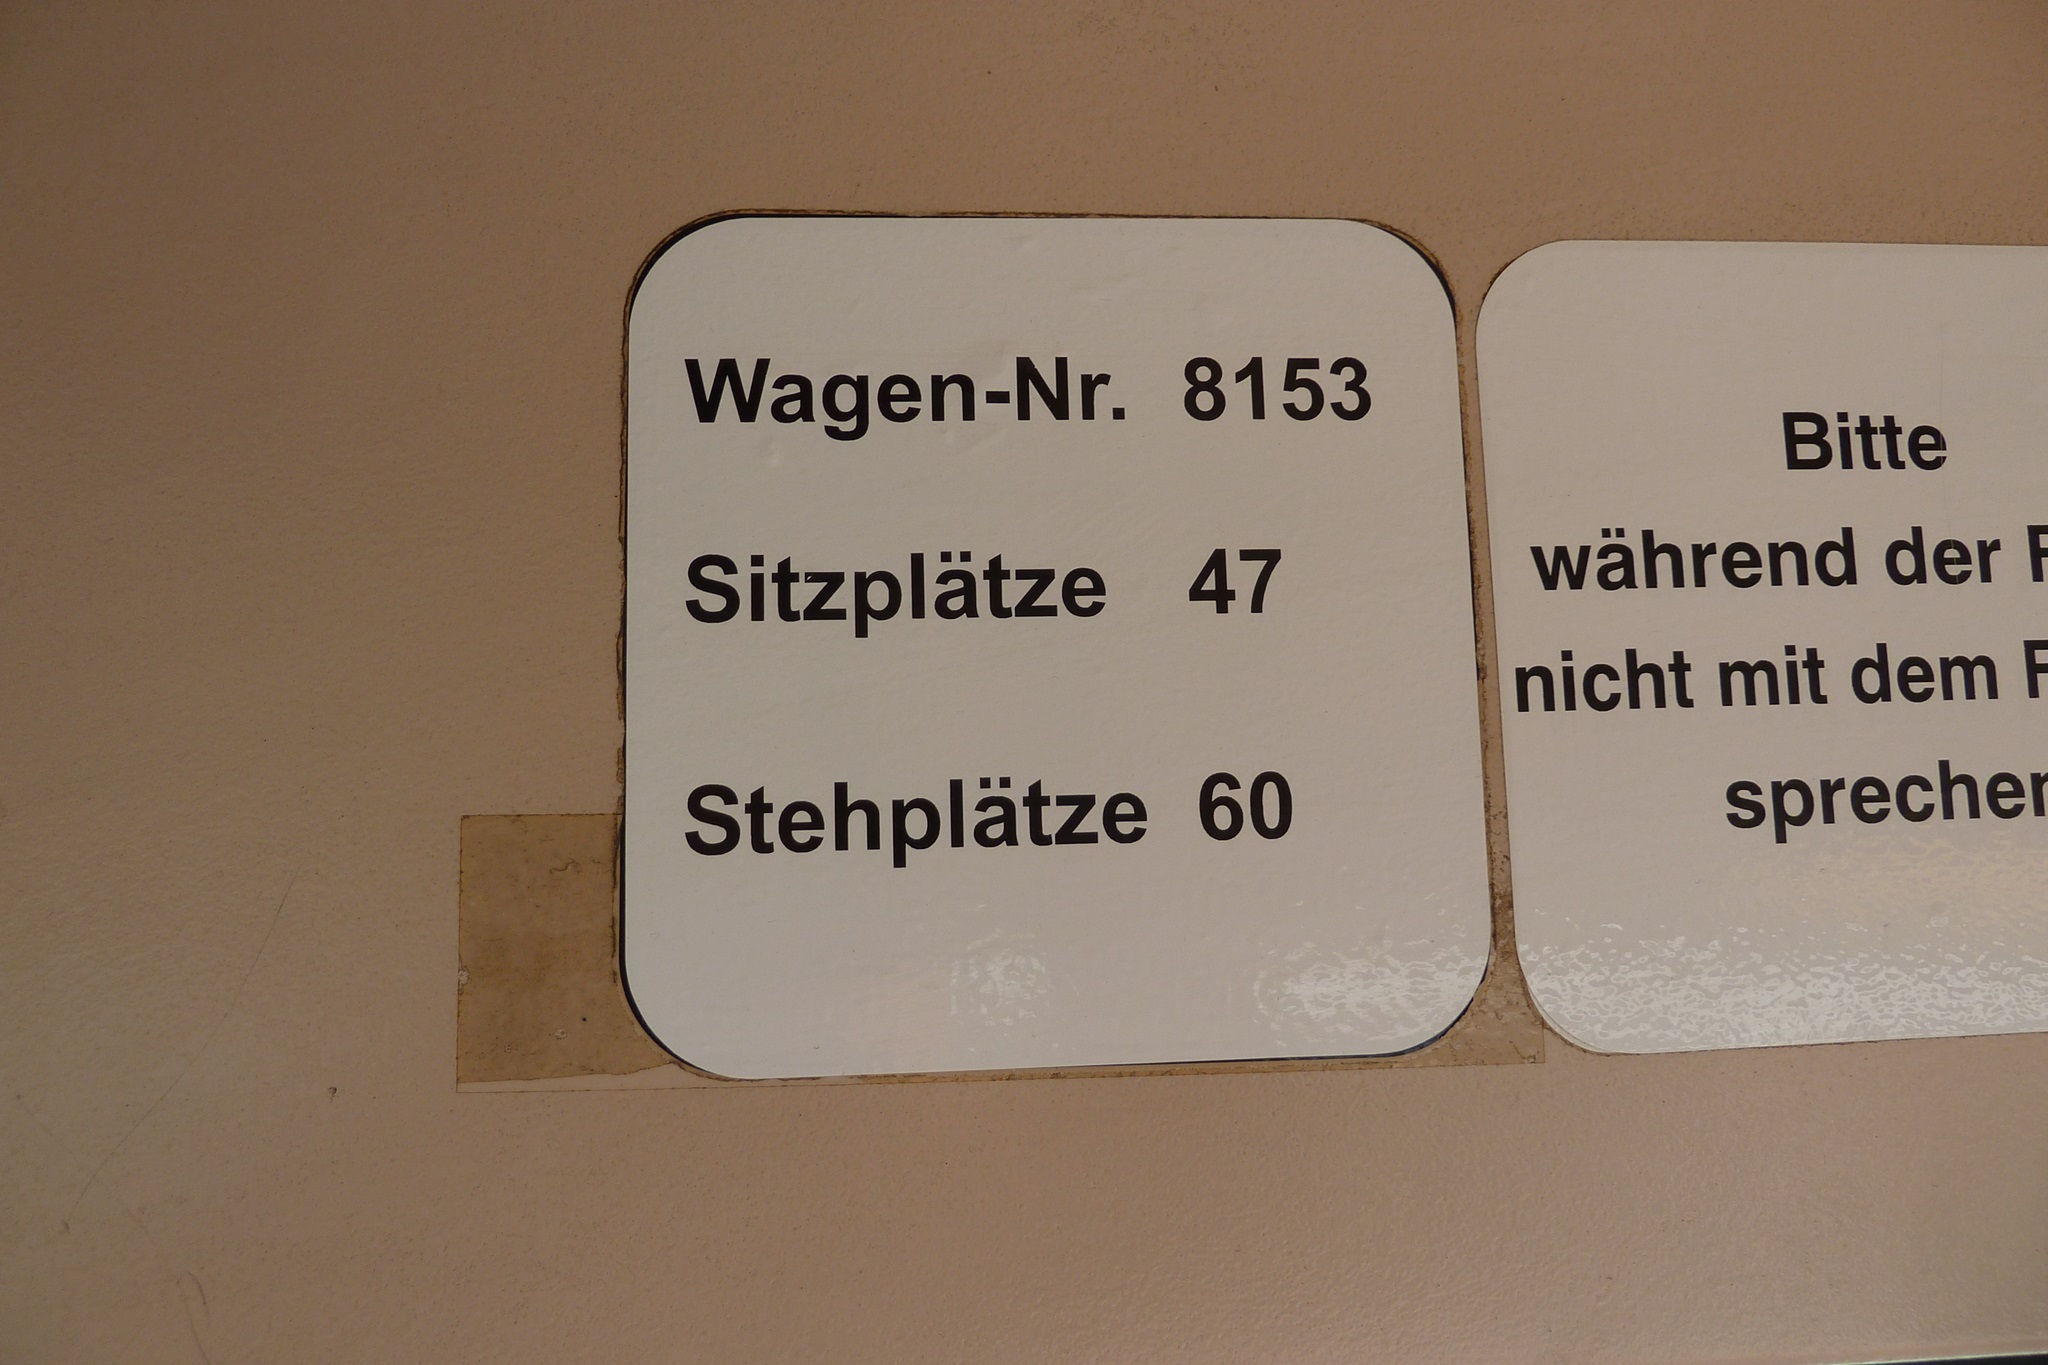 Wagen-Nr. 8153
Sitzplätze 47
Stehplätze 60
Bitte
während der
nicht mit dem